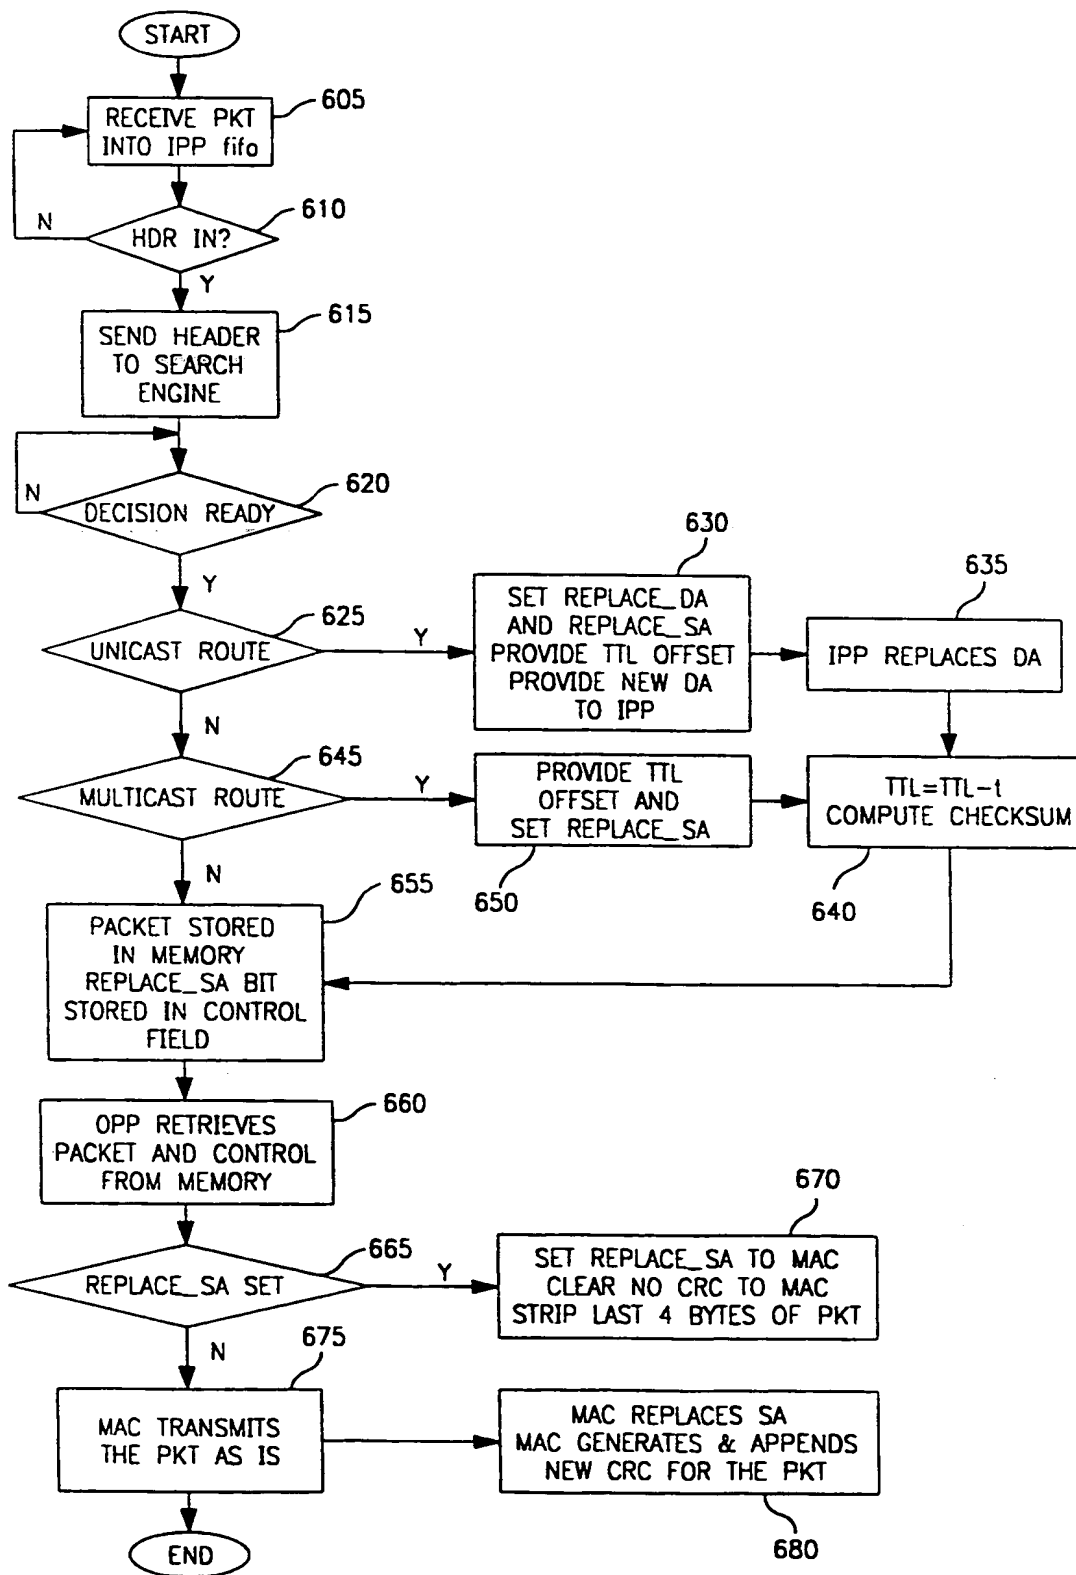 START
605
RECEIVE PKT
INTO IPP fifo
610
N
HDR IN?
Y
615
SEND HEADER
TO SEARCH
ENGINE
620
N
DECISION READY
Y
625
UNICAST ROUTE
Y
630
SET REPLACE_DA
AND REPLACE_SA
PROVIDE TTL OFFSET
PROVIDE NEW DA
TO IPP
635
IPP REPLACES DA
N
645
MULTICAST ROUTE
Y
PROVIDE TTL
OFFSET AND
SET REPLACE_SA
650
TTL=TTL-t
COMPUTE CHECKSUM
640
N
655
PACKET STORED
IN MEMORY
REPLACE_SA BIT
STORED IN CONTROL
FIELD
660
OPP RETRIEVES
PACKET AND CONTROL
FROM MEMORY
665
REPLACE_SA SET
Y
670
SET REPLACE_SA TO MAC
CLEAR NO CRC TO MAC
STRIP LAST 4 BYTES OF PKT
N
675
MAC TRANSMITS
THE PKT AS IS
MAC REPLACES SA
MAC GENERATES & APPENDS
NEW CRC FOR THE PKT
680
END